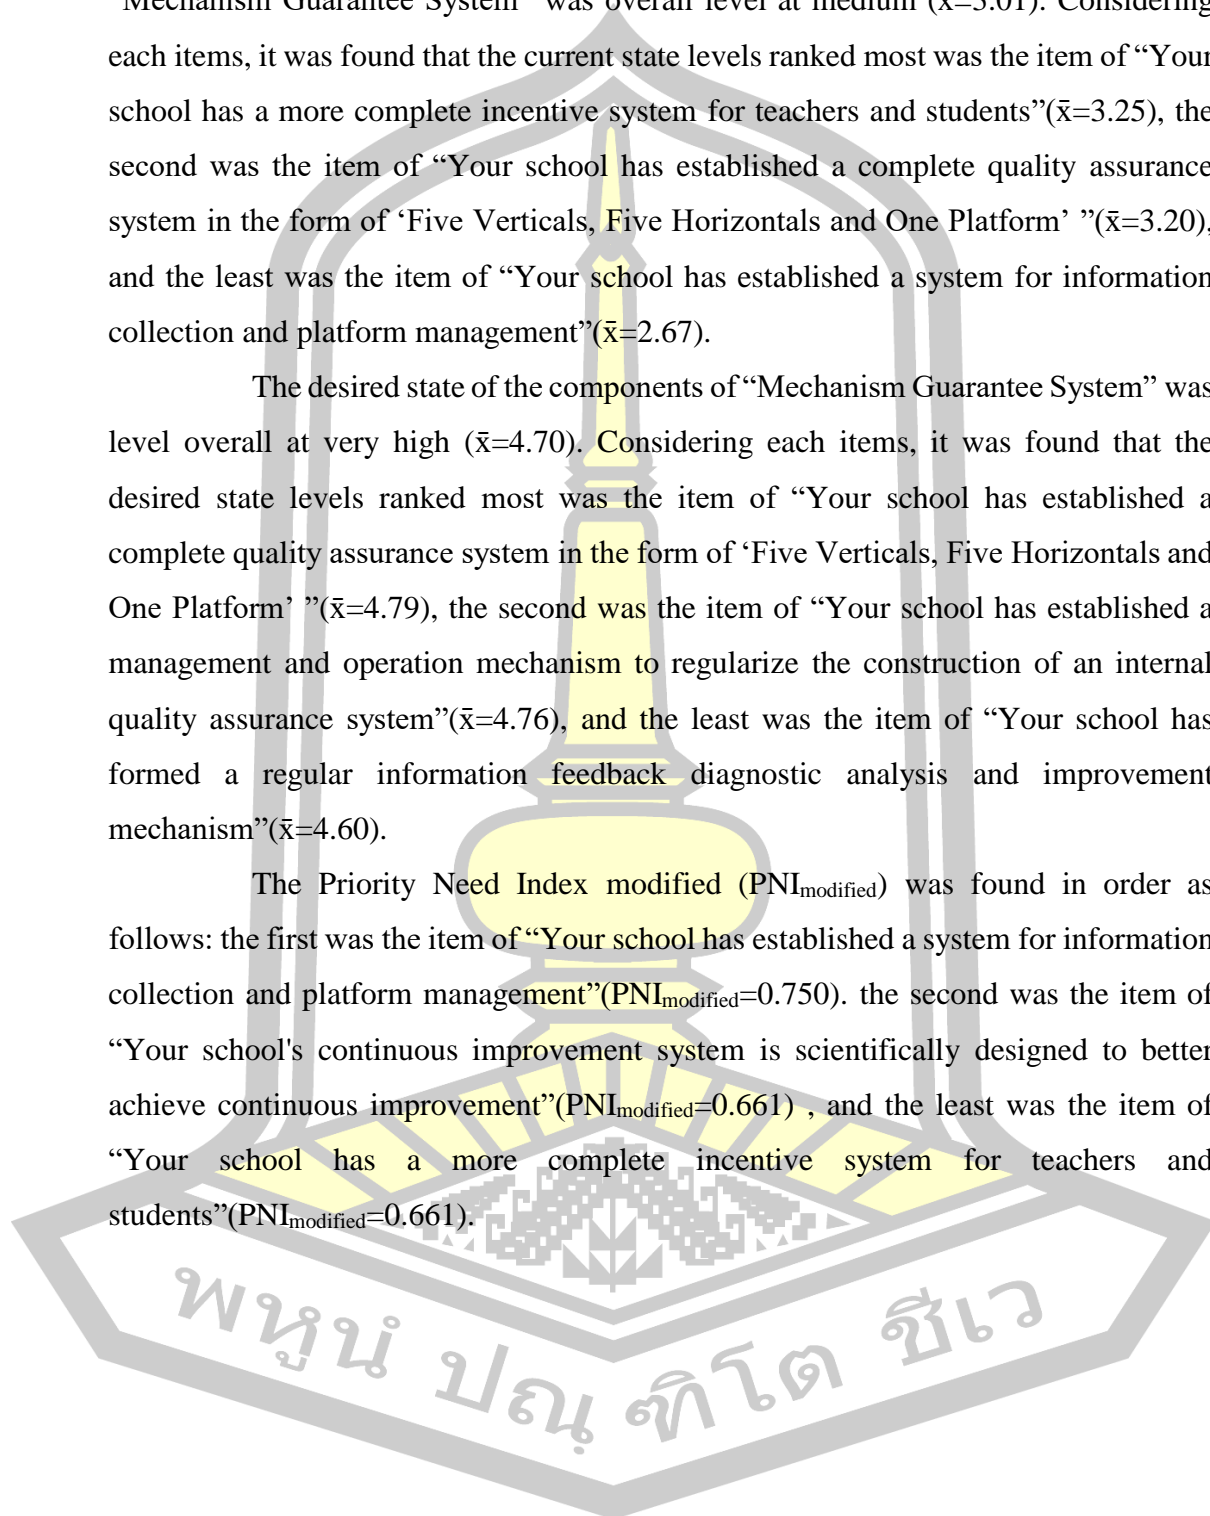 "Mechanism Guarantee System" was overall level at medium (x̄=3.01). Considering
each items, it was found that the current state levels ranked most was the item of “Your
school has a more complete incentive system for teachers and students”(x̄=3.25), the
second was the item of “Your school has established a complete quality assurance
system in the form of ‘Five Verticals, Five Horizontals and One Platform’ ”(x̄=3.20),
and the least was the item of “Your school has established a system for information
collection and platform management”(x̄=2.67).
The desired state of the components of “Mechanism Guarantee System” was
level overall at very high (x̄=4.70). Considering each items, it was found that the
desired state levels ranked most was the item of “Your school has established a
complete quality assurance system in the form of ‘Five Verticals, Five Horizontals and
One Platform’ ”(x̄=4.79), the second was the item of “Your school has established a
management and operation mechanism to regularize the construction of an internal
quality assurance system”(x̄=4.76), and the least was the item of “Your school has
formed a regular information feedback diagnostic analysis and improvement
mechanism”(x̄=4.60).
The Priority Need Index modified (PNImodified) was found in order as
follows: the first was the item of “Your school has established a system for information
collection and platform management”(PNImodified=0.750). the second was the item of
“Your school's continuous improvement system is scientifically designed to better
achieve continuous improvement”(PNImodified=0.661) , and the least was the item of
“Your school has a more complete incentive system for teachers and
students”(PNImodified=0.661).
พหูนํ ปณฺฑิโต ชีเว